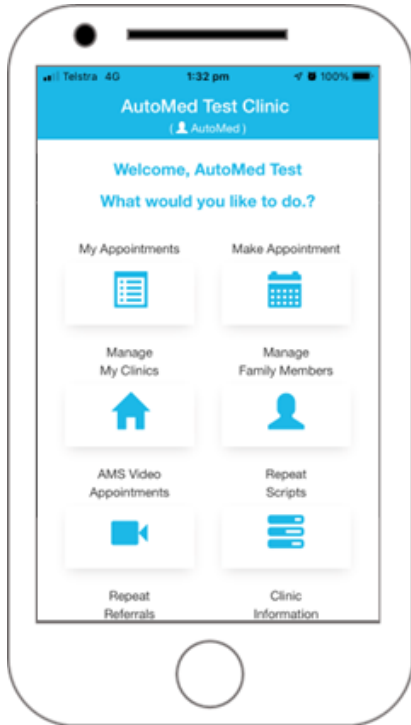 Telstra 4G 1:32 pm 100%
AutoMed Test Clinic
( AutoMed )
Welcome, AutoMed Test
What would you like to do.?
My Appointments Make Appointment
Manage Manage
My Clinics Family Members
AMS Video Repeat
Appointments Scripts
Repeat Clinic
Referrals Information